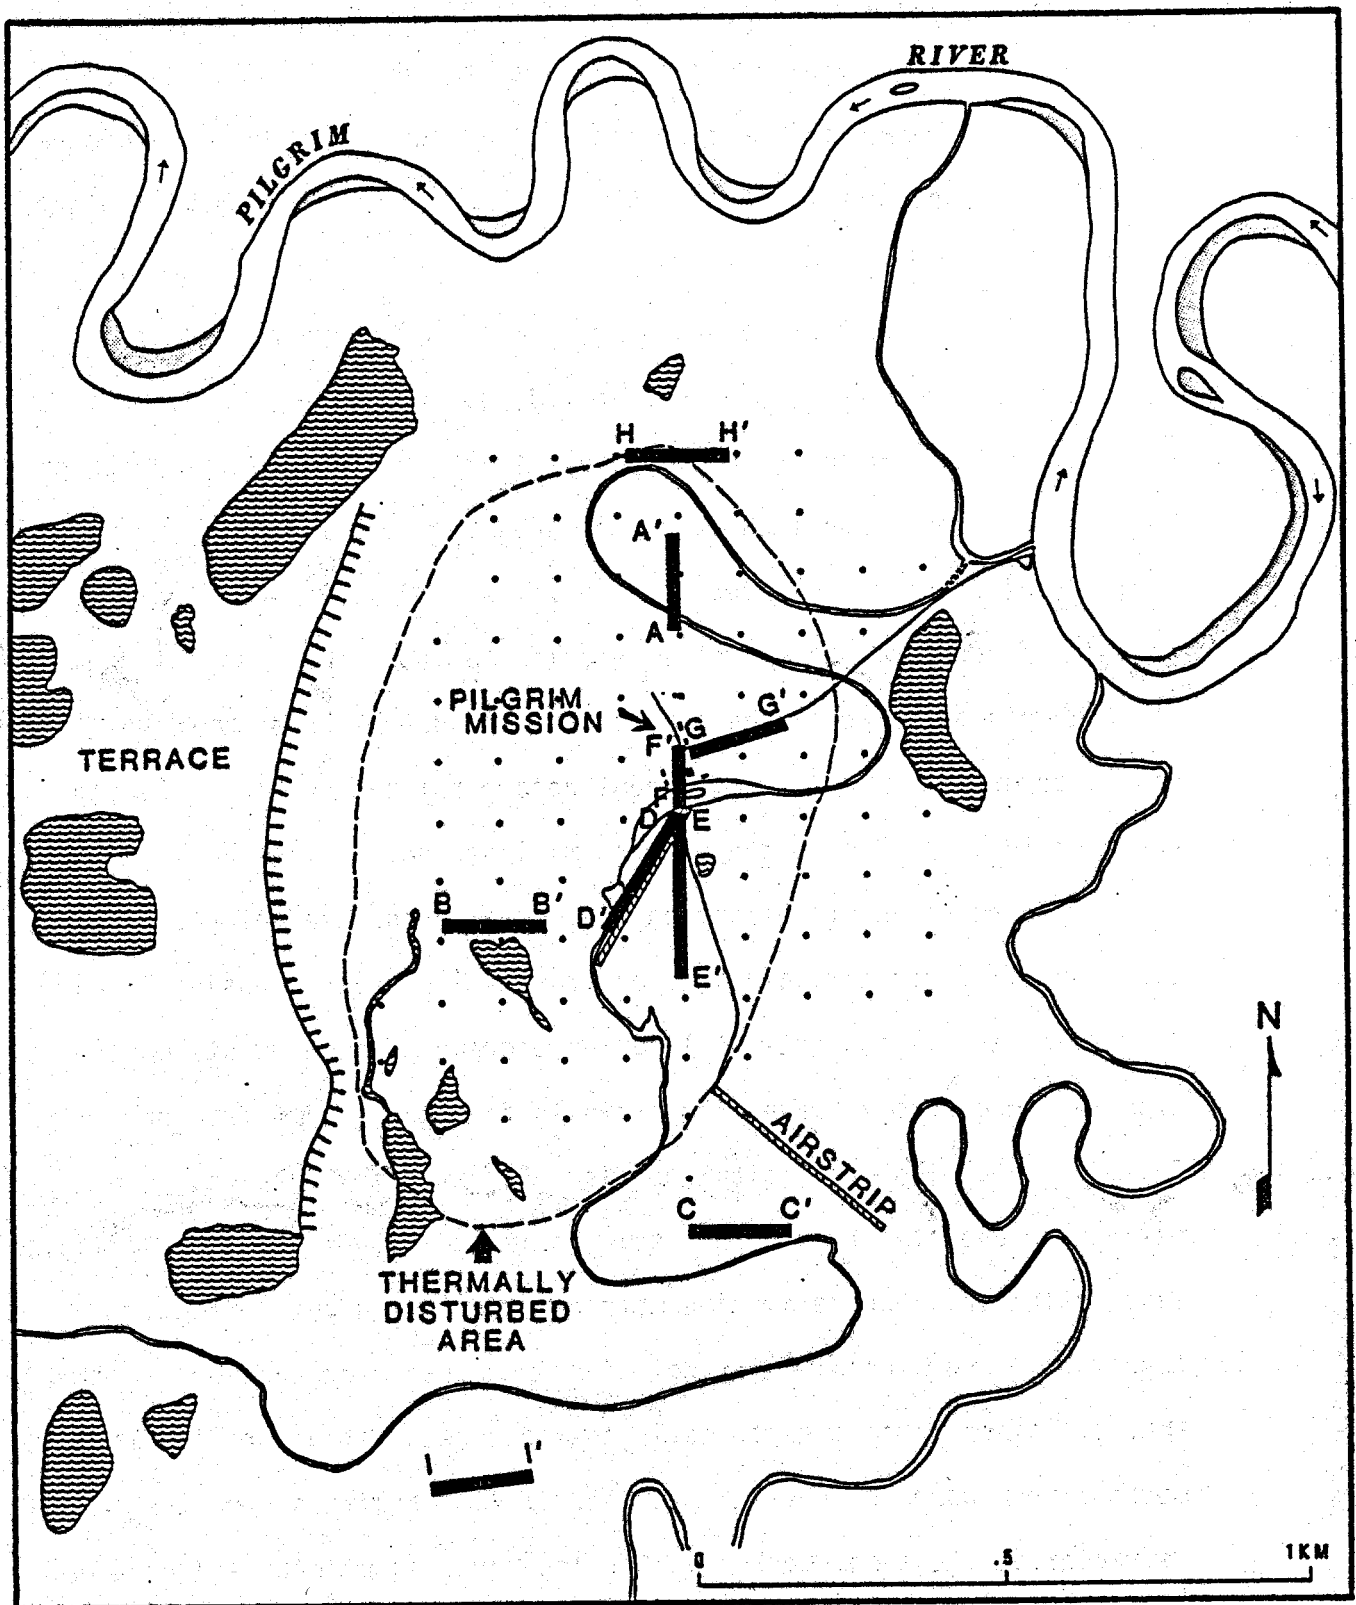 RIVER
PILGRIM
H H'
A'
A
PILGRIM
MISSION
G'
G
F'
F
TERRACE
D E
B B'
D'
E'
N
AIRSTRIP
C C'
THERMALLY
DISTURBED
AREA
I I'
0 .5 1KM